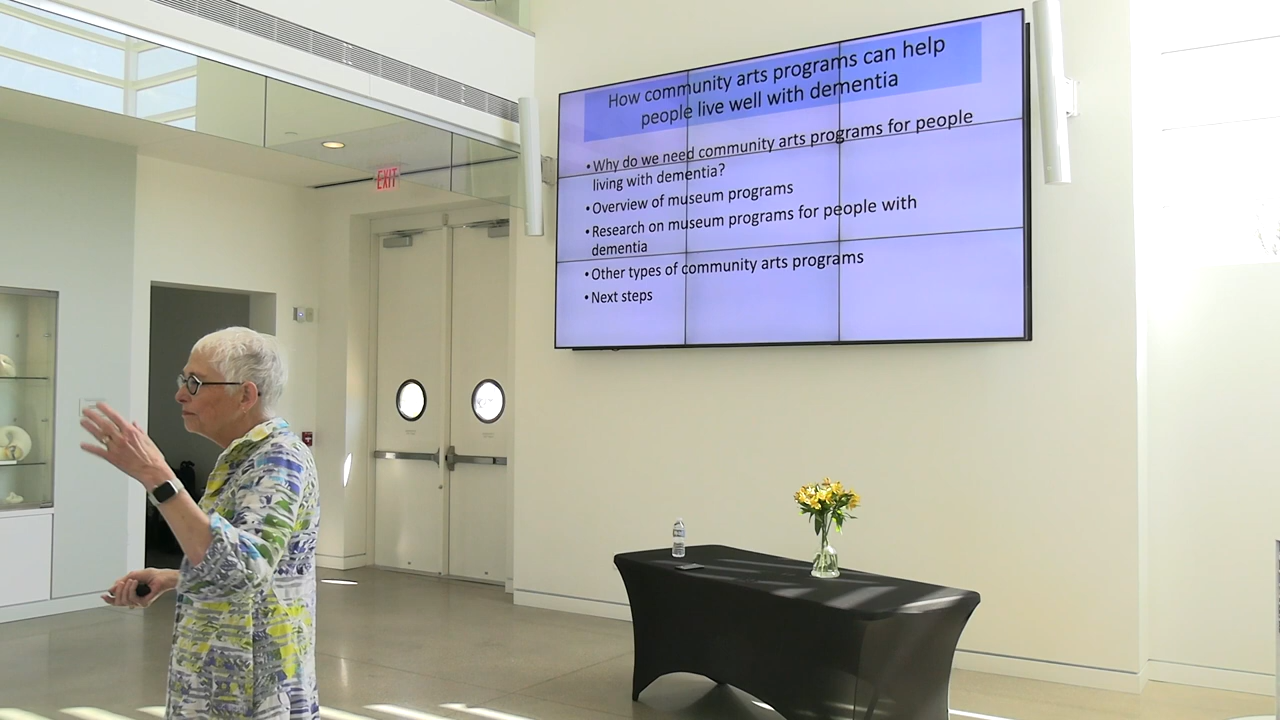 How community arts programs can help
people live well with dementia
• Why do we need community arts programs for people
living with dementia?
• Overview of museum programs
• Research on museum programs for people with
dementia
• Other types of community arts programs
• Next steps
EXIT